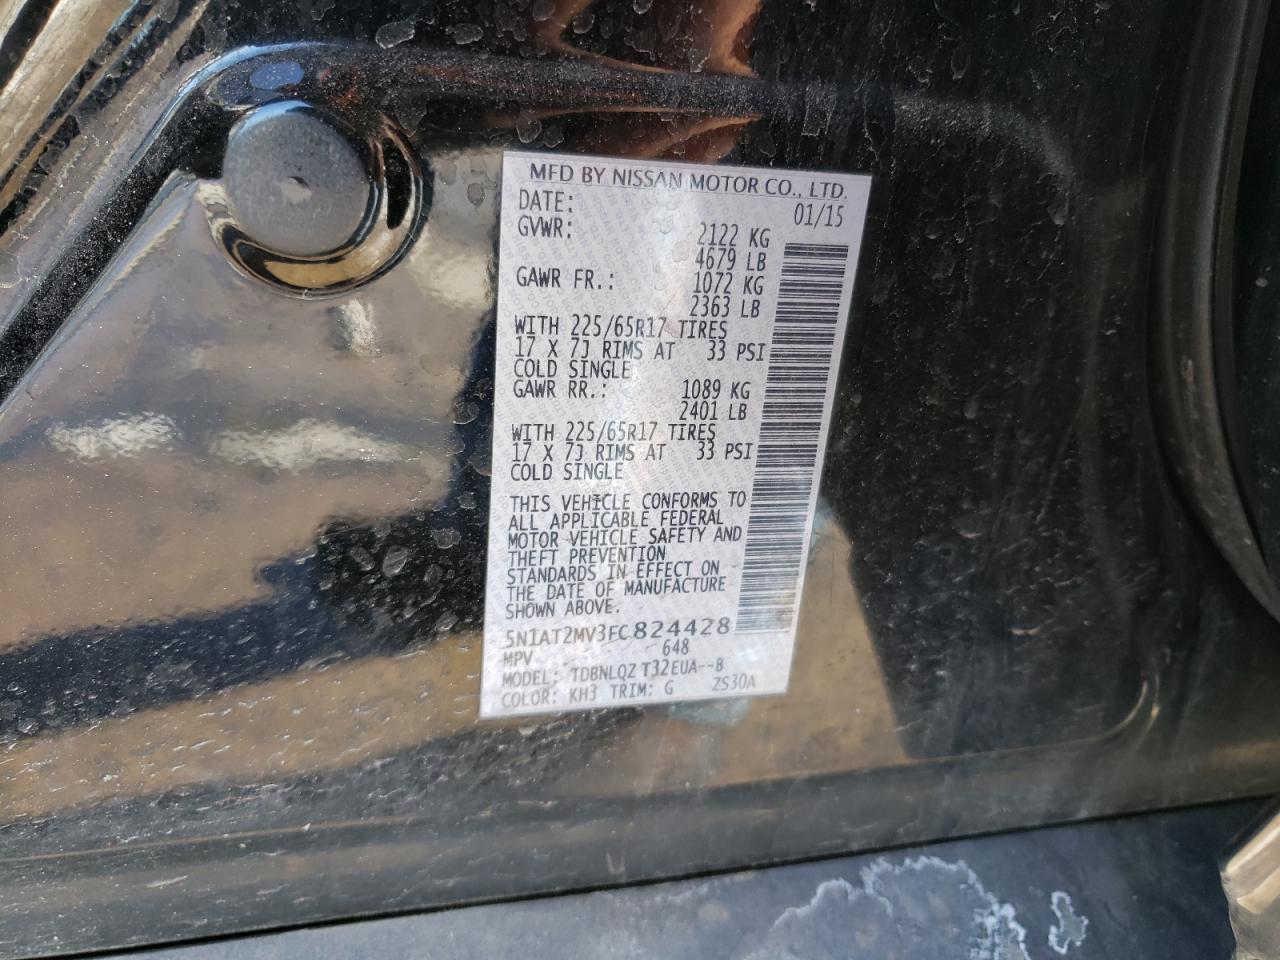 MFD BY NISSAN MOTOR CO., LTD.
DATE: 01/15
GVWR: 2122 KG
4679 LB
GAWR FR.: 1072 KG
2363 LB
WITH 225/65R17 TIRES
17 X 7J RIMS AT 33 PSI
COLD SINGLE
GAWR RR.: 1089 KG
2401 LB
WITH 225/65R17 TIRES
17 X 7J RIMS AT 33 PSI
COLD SINGLE
THIS VEHICLE CONFORMS TO
ALL APPLICABLE FEDERAL
MOTOR VEHICLE SAFETY AND
THEFT PREVENTION
STANDARDS IN EFFECT ON
THE DATE OF MANUFACTURE
SHOWN ABOVE.
5N1AT2MV3FC824428
MPV 648
MODEL: TDBNLQZ T32EUA--B
COLOR: KH3 TRIM: G ZS30A